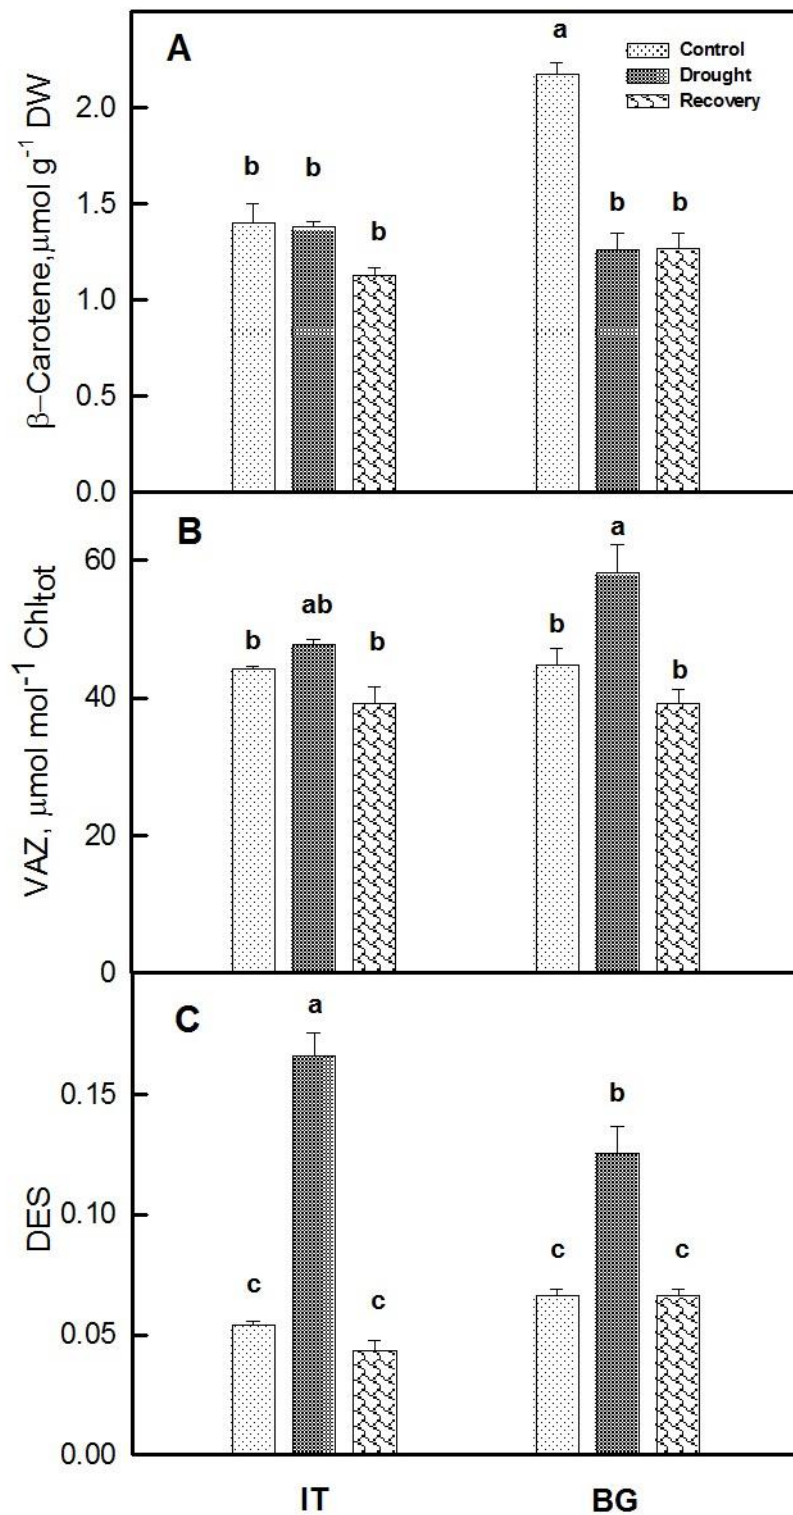 A
a
Control
Drought
Recovery
β–Carotene,μmol g⁻¹ DW
2.0
1.5
1.0
0.5
0.0
b b b b b
B
VAZ, μmol mol⁻¹ Chltot
60
40
20
0
b ab b b a b
C
DES
0.15
0.10
0.05
0.00
a
b
c c c c
IT BG